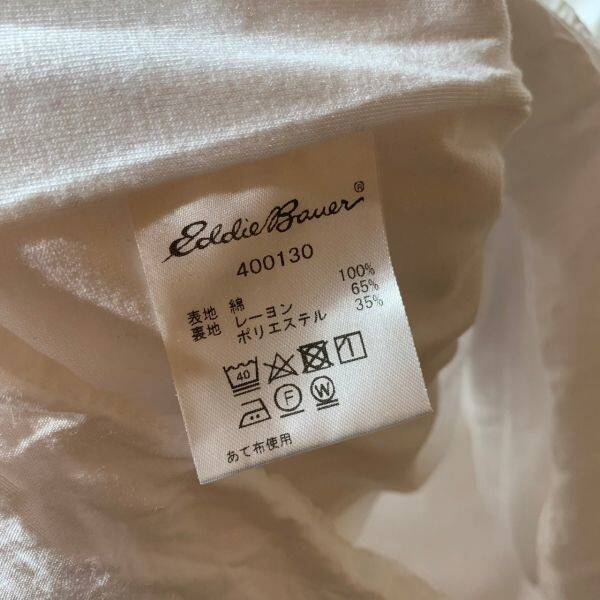 Eddie Bauer®
400130
表地 綿 100%
裏地 レーヨン 65%
ポリエステル 35%
40
F W
あて布使用